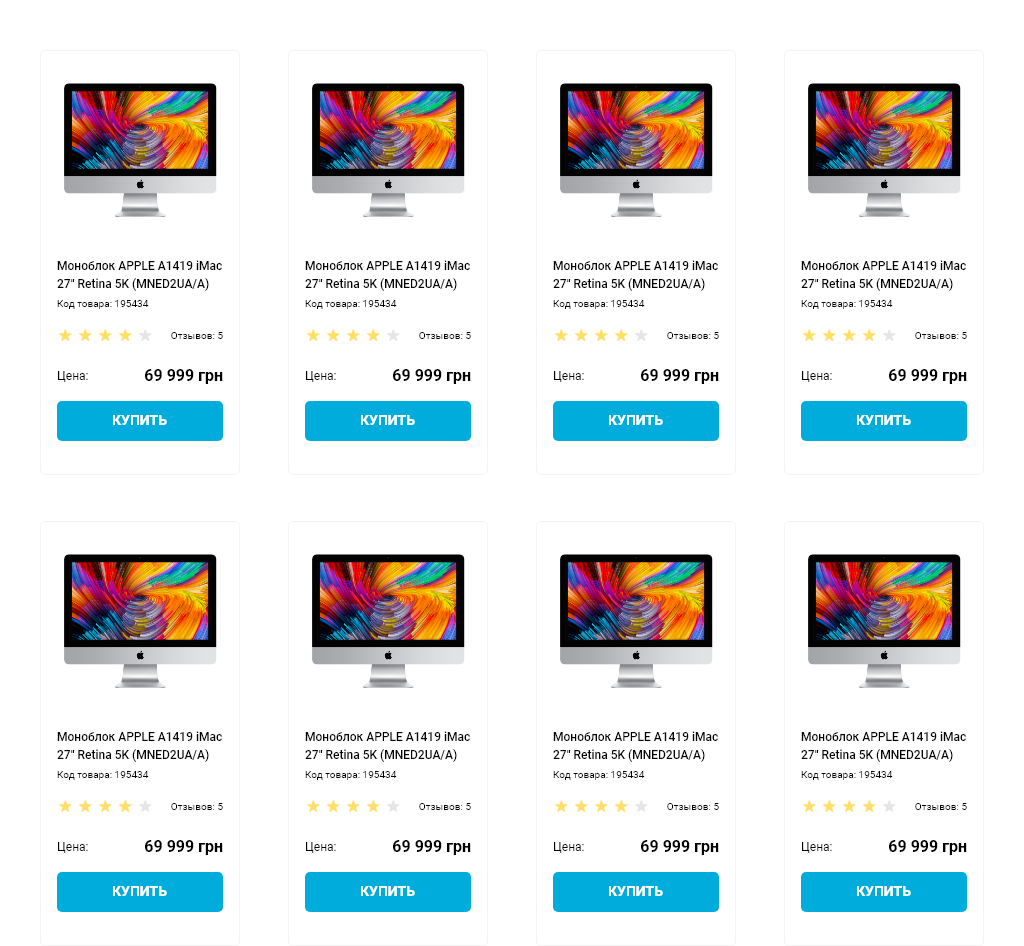 Моноблок APPLE A1419 iMac
27" Retina 5K (MNED2UA/A)
Код товара: 195434
Отзывов: 5
Цена: 69 999 грн
КУПИТЬ
Моноблок APPLE A1419 iMac
27" Retina 5K (MNED2UA/A)
Код товара: 195434
Отзывов: 5
Цена: 69 999 грн
КУПИТЬ
Моноблок APPLE A1419 iMac
27" Retina 5K (MNED2UA/A)
Код товара: 195434
Отзывов: 5
Цена: 69 999 грн
КУПИТЬ
Моноблок APPLE A1419 iMac
27" Retina 5K (MNED2UA/A)
Код товара: 195434
Отзывов: 5
Цена: 69 999 грн
КУПИТЬ
Моноблок APPLE A1419 iMac
27" Retina 5K (MNED2UA/A)
Код товара: 195434
Отзывов: 5
Цена: 69 999 грн
КУПИТЬ
Моноблок APPLE A1419 iMac
27" Retina 5K (MNED2UA/A)
Код товара: 195434
Отзывов: 5
Цена: 69 999 грн
КУПИТЬ
Моноблок APPLE A1419 iMac
27" Retina 5K (MNED2UA/A)
Код товара: 195434
Отзывов: 5
Цена: 69 999 грн
КУПИТЬ
Моноблок APPLE A1419 iMac
27" Retina 5K (MNED2UA/A)
Код товара: 195434
Отзывов: 5
Цена: 69 999 грн
КУПИТЬ